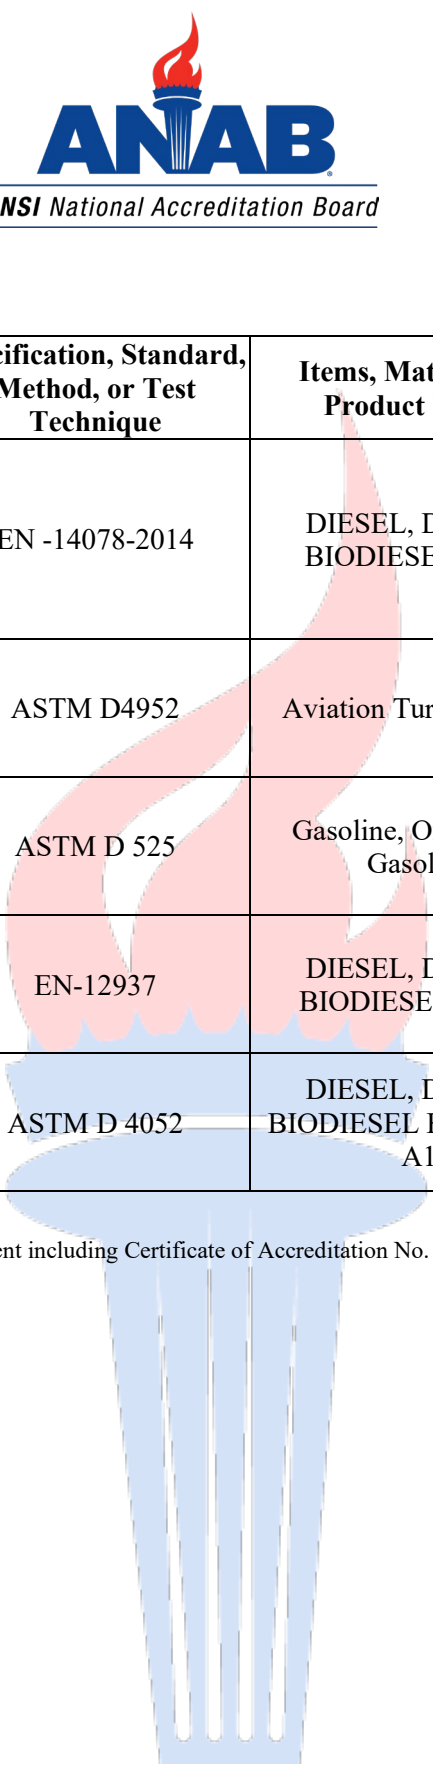 ANAB
NSI National Accreditation Board
cification, Standard,
Method, or Test
Technique
Items, Mat
Product
EN -14078-2014
DIESEL, D
BIODIESE
ASTM D4952
Aviation Tur
ASTM D 525
Gasoline, O
Gasol
EN-12937
DIESEL, D
BIODIESE
ASTM D 4052
DIESEL, D
BIODIESEL
A1
ent including Certificate of Accreditation No.